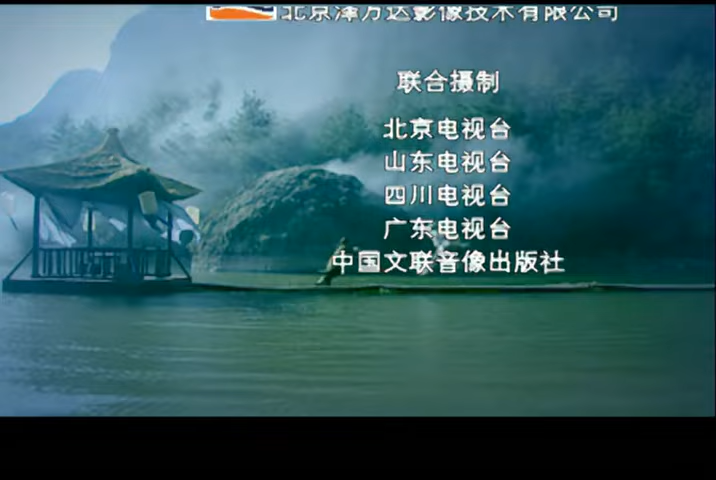 北京泽方达影像技术有限公司
联合摄制
北京电视台
山东电视台
四川电视台
广东电视台
中国文联音像出版社